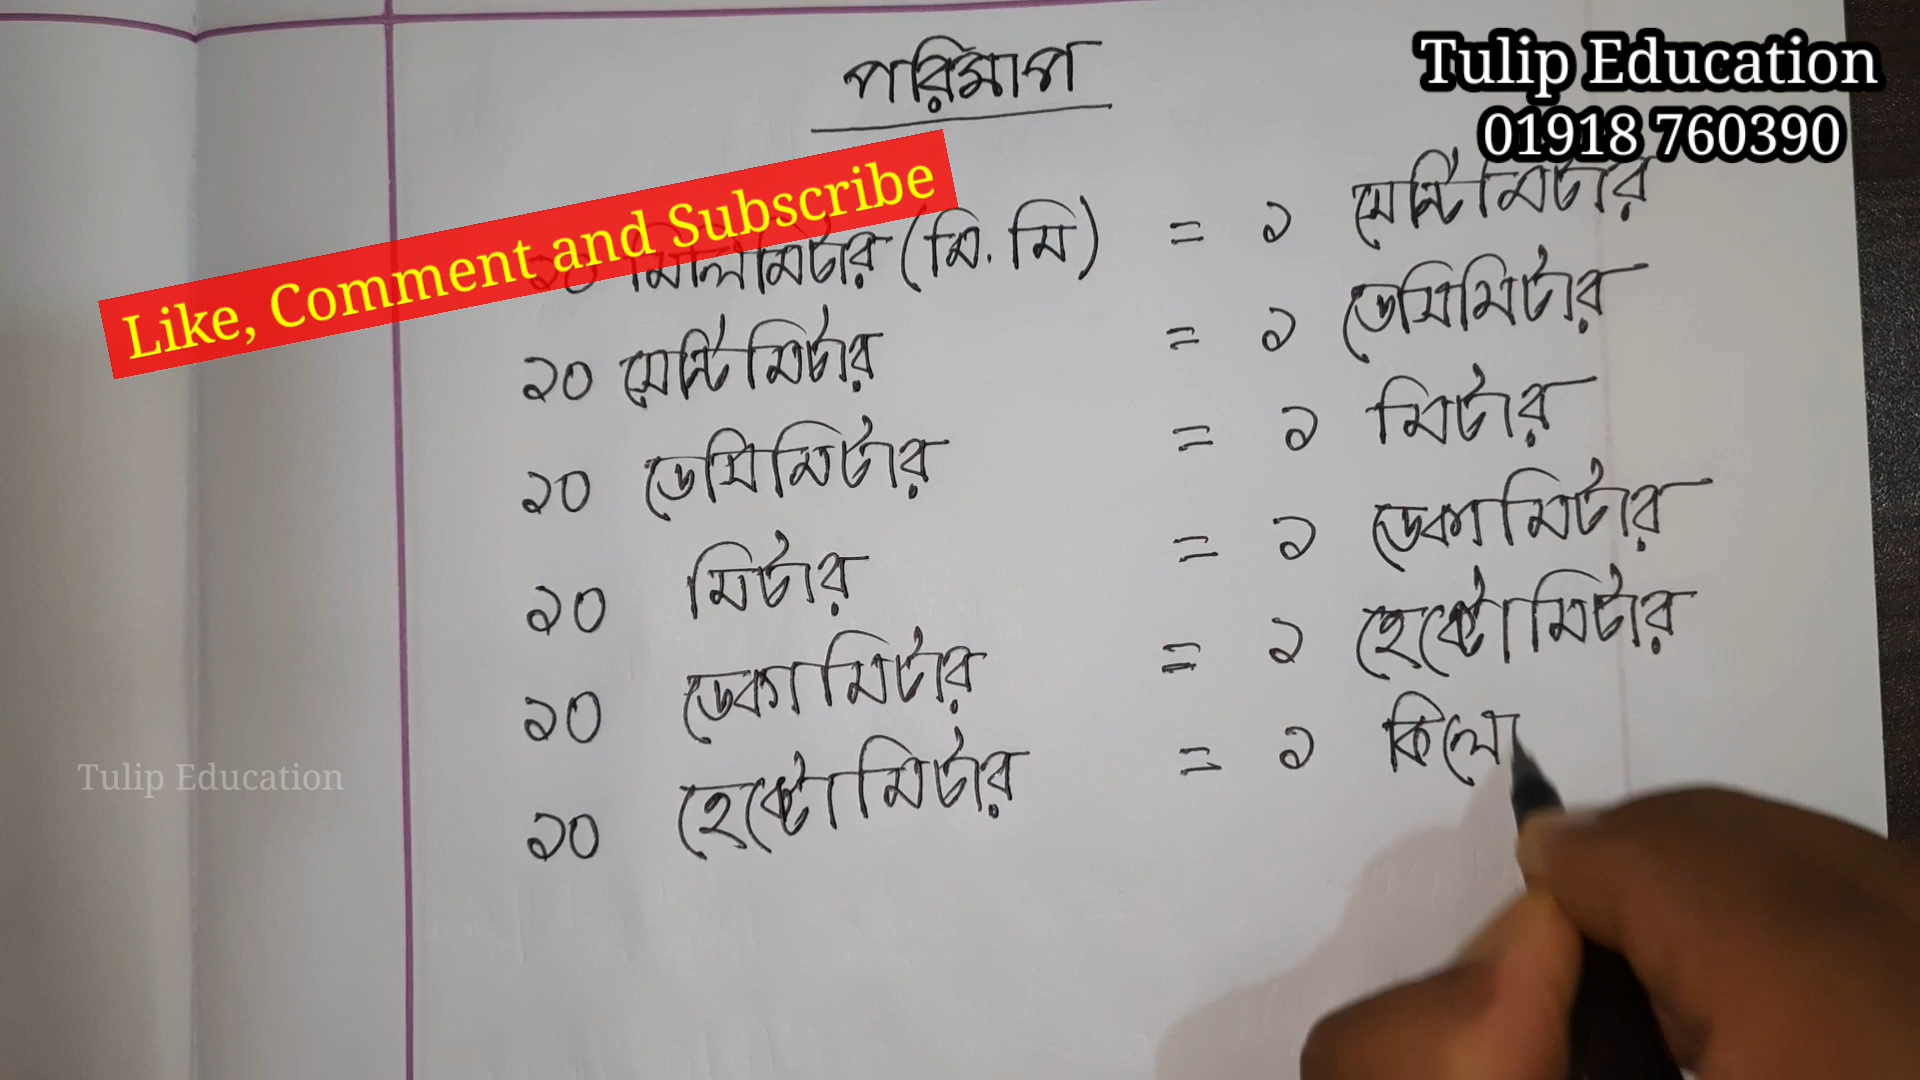 Tulip Education
01918 760390
পরিমাপ
Like, Comment and Subscribe
১০ মিলিমিটার (মি. মি) = ১ সেন্টিমিটার
১০ সেন্টিমিটার = ১ ডেসিমিটার
১০ ডেসিমিটার = ১ মিটার
১০ মিটার = ১ ডেকামিটার
১০ ডেকামিটার = ১ হেক্টোমিটার
১০ হেক্টোমিটার = ১ কিলো
Tulip Education